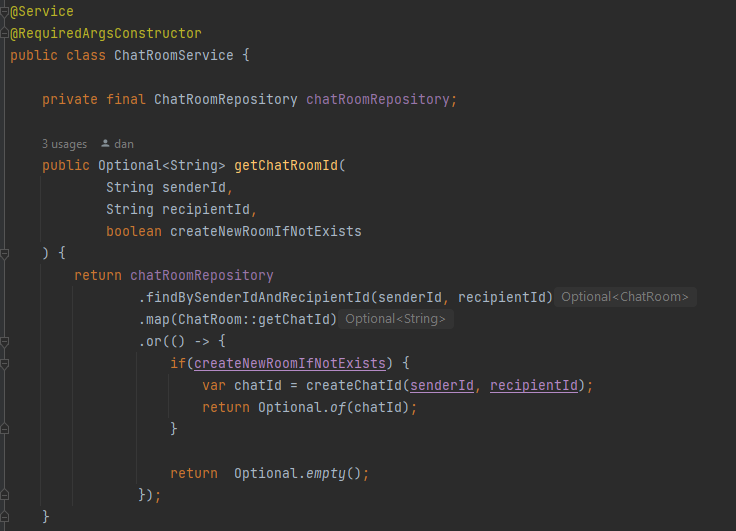 @Service
@RequiredArgsConstructor
public class ChatRoomService {
private final ChatRoomRepository chatRoomRepository;
3 usages dan
public Optional<String> getChatRoomId(
String senderId,
String recipientId,
boolean createNewRoomIfNotExists
) {
return chatRoomRepository
.findBySenderIdAndRecipientId(senderId, recipientId) Optional<ChatRoom>
.map(ChatRoom::getChatId) Optional<String>
.or(() -> {
if(createNewRoomIfNotExists) {
var chatId = createChatId(senderId, recipientId);
return Optional.of(chatId);
}
return  Optional.empty();
});
}